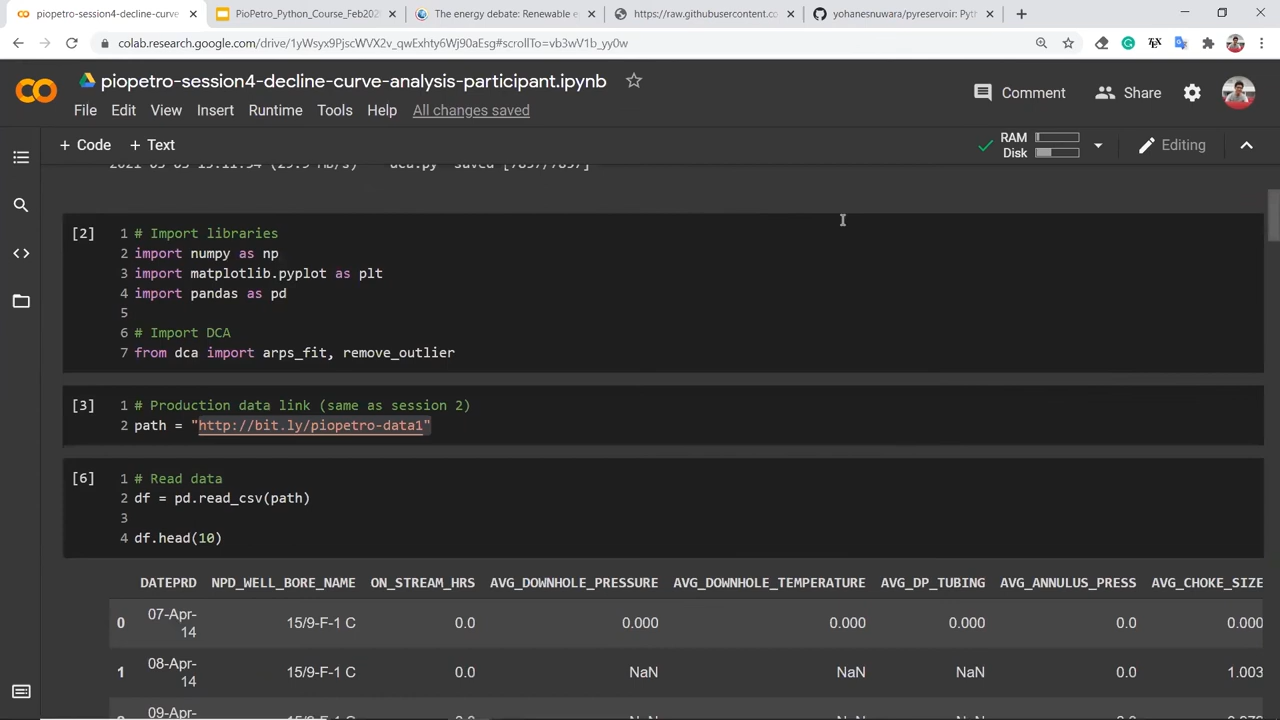 piopetro-session4-decline-curve-
PioPetro_Python_Course_Feb202
The energy debate: Renewable e
https://raw.githubusercontent.co
yohanesnuwara/pyreservoir: Pyth
colab.research.google.com/drive/1yWsyx9PjscWVX2v_qwExhty6Wj90aEsg#scrollTo=vb3wV1b_yy0w
piopetro-session4-decline-curve-analysis-participant.ipynb
Comment
Share
File Edit View Insert Runtime Tools Help All changes saved
+ Code + Text
RAM
Disk
Editing
[2]
1 # Import libraries
2 import numpy as np
3 import matplotlib.pyplot as plt
4 import pandas as pd
5
6 # Import DCA
7 from dca import arps_fit, remove_outlier
[3]
1 # Production data link (same as session 2)
2 path = "http://bit.ly/piopetro-data1"
[6]
1 # Read data
2 df = pd.read_csv(path)
3
4 df.head(10)
DATEPRD NPD_WELL_BORE_NAME ON_STREAM_HRS AVG_DOWNHOLE_PRESSURE AVG_DOWNHOLE_TEMPERATURE AVG_DP_TUBING AVG_ANNULUS_PRESS AVG_CHOKE_SIZE
0 07-Apr-14 15/9-F-1 C 0.0 0.000 0.000 0.000 0.0 0.000
1 08-Apr-14 15/9-F-1 C 0.0 NaN NaN NaN 0.0 1.003
09-Apr-